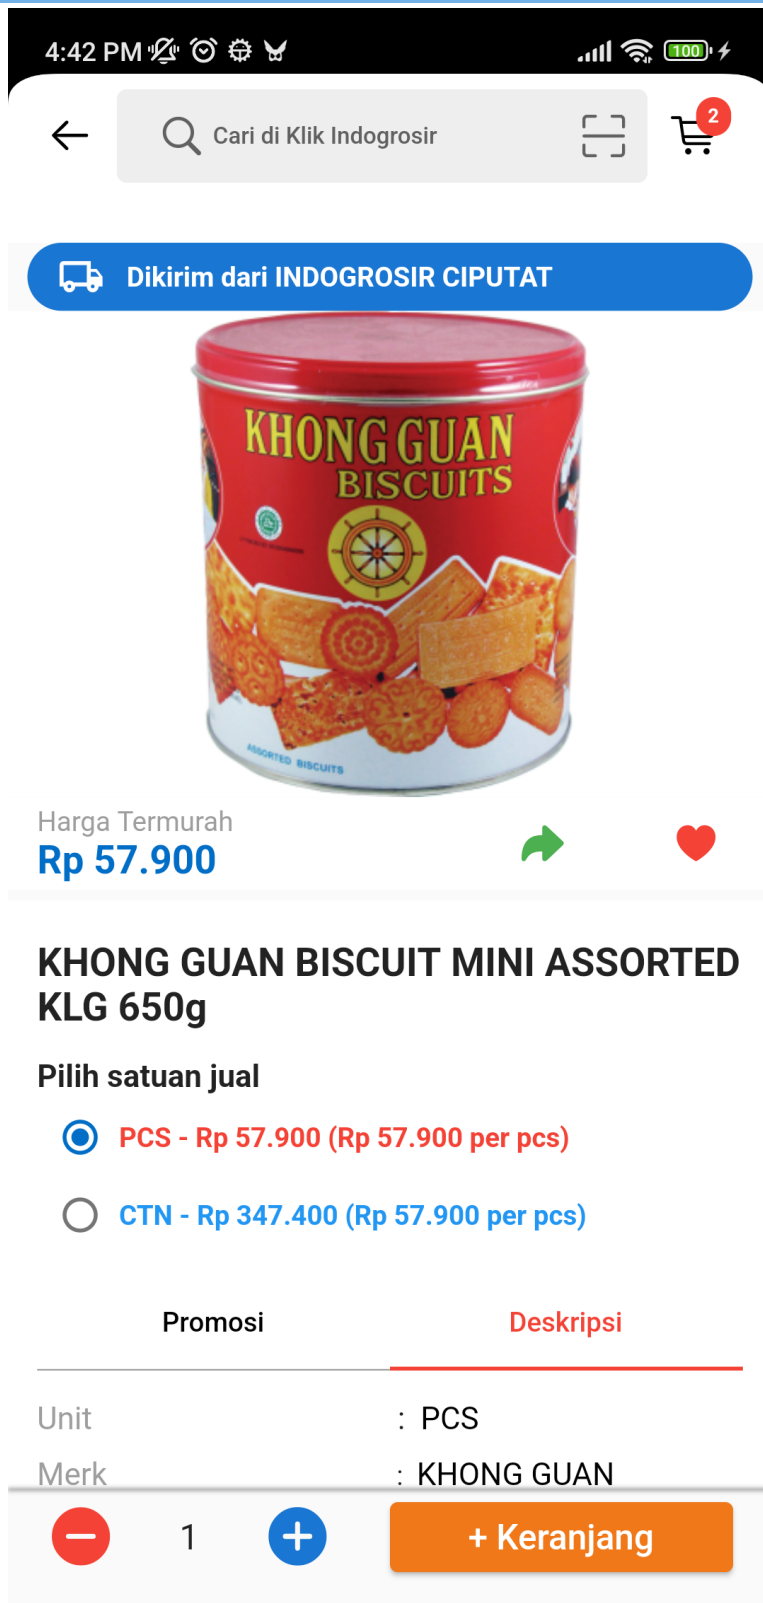 4:42 PM
100
Cari di Klik Indogrosir
2
Dikirim dari INDOGROSIR CIPUTAT
KHONG GUAN
BISCUITS
ASSORTED BISCUITS
Harga Termurah
Rp 57.900
KHONG GUAN BISCUIT MINI ASSORTED
KLG 650g
Pilih satuan jual
PCS - Rp 57.900 (Rp 57.900 per pcs)
CTN - Rp 347.400 (Rp 57.900 per pcs)
Promosi
Deskripsi
Unit : PCS
Merk : KHONG GUAN
1
+ Keranjang